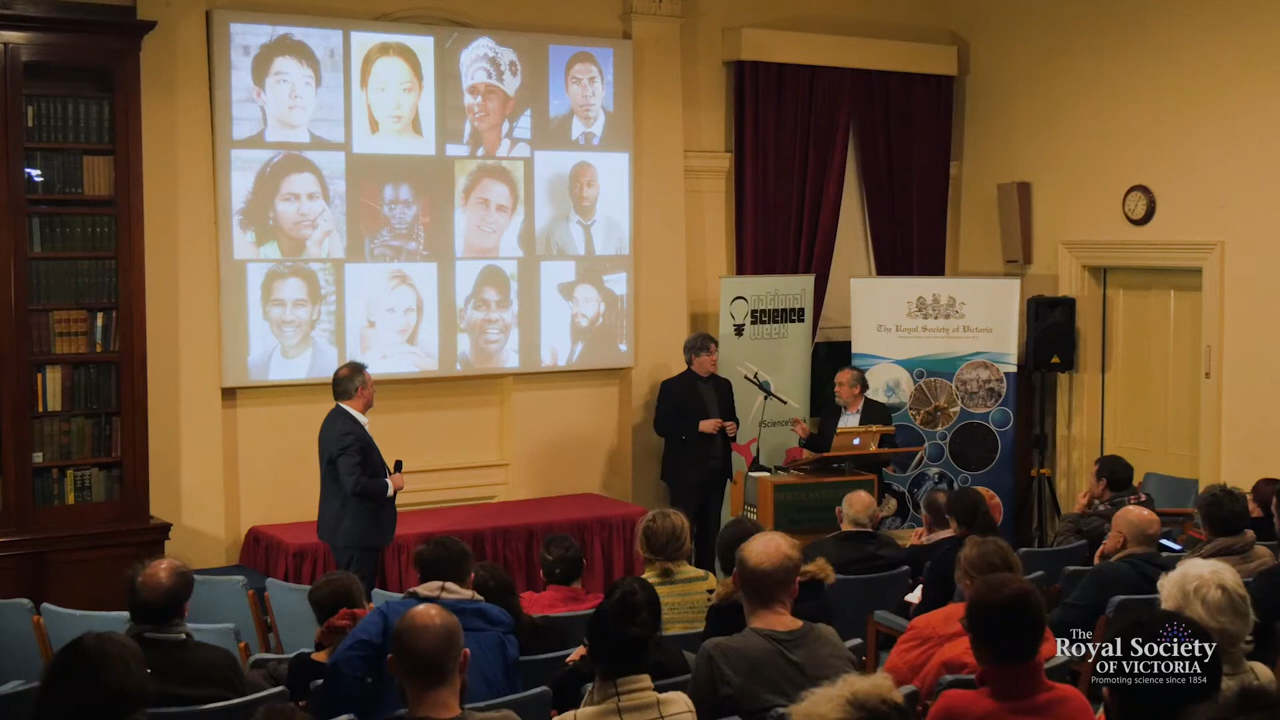 national
science
week
The Royal Society of Victoria
#Science
The
Royal Society
OF VICTORIA
Promoting science since 1854